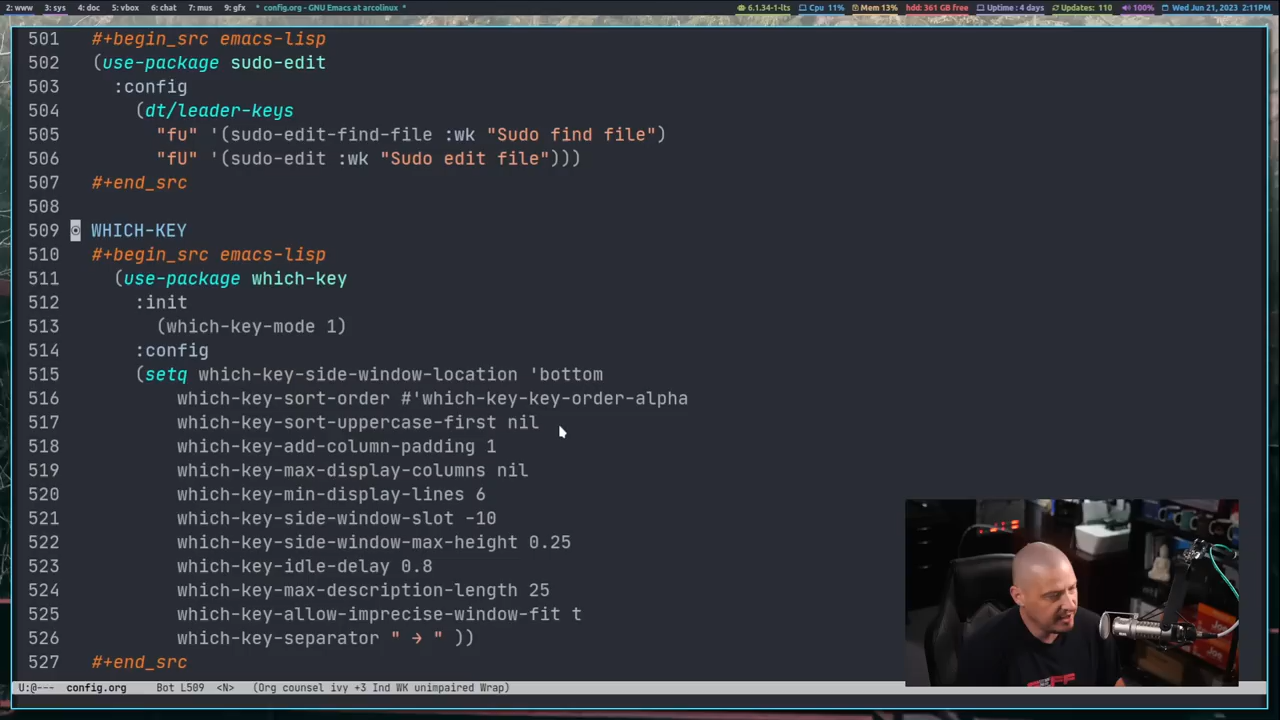 2: www 3: sys 4: doc 5: vbox 6: chat 7: mus 9: gfx * config.org - GNU Emacs at arcolinux * 6.1.34-1-lts Cpu 11% Mem 13% hdd: 361 GB free Uptime : 4 days Updates: 110 100% Wed Jun 21, 2023 2:11PM
501 #+begin_src emacs-lisp
502 (use-package sudo-edit
503 :config
504 (dt/leader-keys
505 "fu" '(sudo-edit-find-file :wk "Sudo find file")
506 "fU" '(sudo-edit :wk "Sudo edit file")))
507 #+end_src
508
509 WHICH-KEY
510 #+begin_src emacs-lisp
511 (use-package which-key
512 :init
513 (which-key-mode 1)
514 :config
515 (setq which-key-side-window-location 'bottom
516 which-key-sort-order #'which-key-key-order-alpha
517 which-key-sort-uppercase-first nil
518 which-key-add-column-padding 1
519 which-key-max-display-columns nil
520 which-key-min-display-lines 6
521 which-key-side-window-slot -10
522 which-key-side-window-max-height 0.25
523 which-key-idle-delay 0.8
524 which-key-max-description-length 25
525 which-key-allow-imprecise-window-fit t
526 which-key-separator " → " ))
527 #+end_src
U:@--- config.org Bot L509 <N> (Org counsel ivy +3 Ind WK unimpaired Wrap)